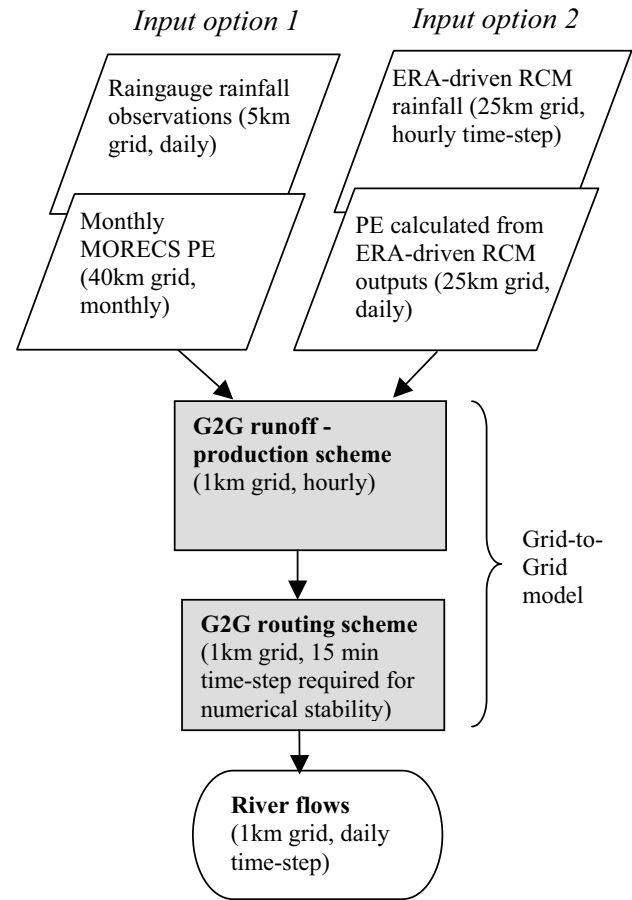 Input option 1
Input option 2
Raingauge rainfall
observations (5km
grid, daily)
ERA-driven RCM
rainfall (25km grid,
hourly time-step)
Monthly
MORECS PE
(40km grid,
monthly)
PE calculated from
ERA-driven RCM
outputs (25km grid,
daily)
G2G runoff -
production scheme
(1km grid, hourly)
Grid-to-
Grid
model
G2G routing scheme
(1km grid, 15 min
time-step required for
numerical stability)
River flows
(1km grid, daily
time-step)